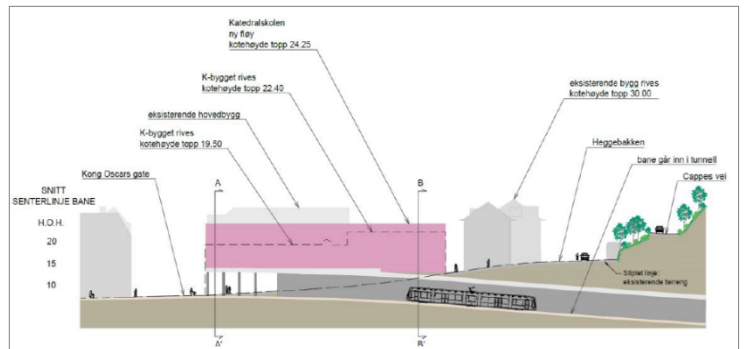 Katedralskolen
ny fløy
kotehøyde topp 24.25
K-bygget rives
kotehøyde topp 22.40
eksisterende bygg rives
kotehøyde topp 30.00
eksisterende hovedbygg
Heggebakken
K-bygget rives
kotehøyde topp 19.50
bane går inn i tunnell
Kong Oscars gate
Cappes vei
A
B
SNITT
SENTERLINJE BANE
H.O.H.
20
15
10
Stiplet linje:
eksisterende terreng
A'
B'